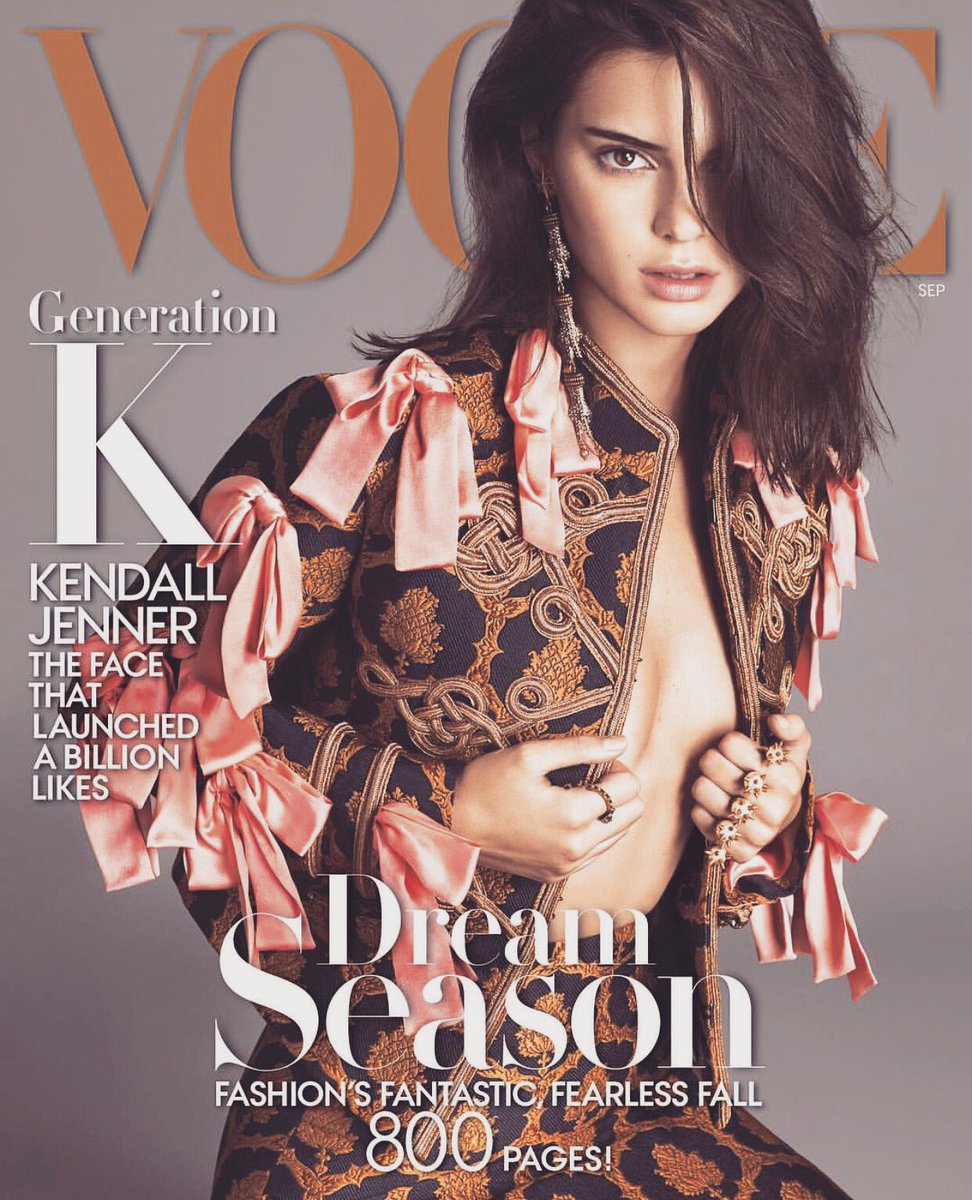 VOGUE
SEP
Generation
K
KENDALL
JENNER
THE FACE
THAT
LAUNCHED
A BILLION
LIKES
Dream
Season
FASHION'S FANTASTIC, FEARLESS FALL
800 PAGES!